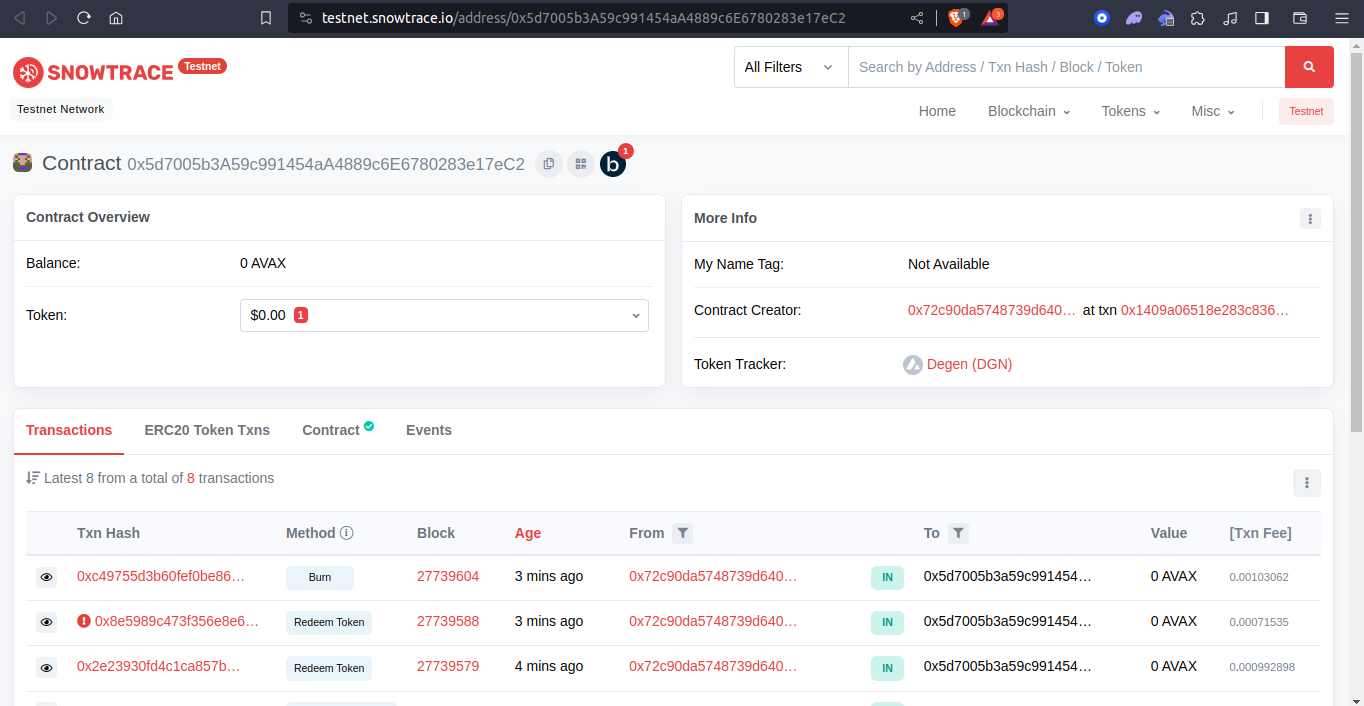 testnet.snowtrace.io/address/0x5d7005b3A59c991454aA4889c6E6780283e17eC2
1
3
SNOWTRACE Testnet
All Filters
Search by Address / Txn Hash / Block / Token
Testnet Network
Home Blockchain Tokens Misc Testnet
Contract 0x5d7005b3A59c991454aA4889c6E6780283e17eC2
b 1
Contract Overview
Balance: 0 AVAX
Token: $0.00 1
More Info
My Name Tag: Not Available
Contract Creator: 0x72c90da5748739d640... at txn 0x1409a06518e283c836...
Token Tracker: Degen (DGN)
Transactions ERC20 Token Txns Contract Events
Latest 8 from a total of 8 transactions
Txn Hash Method Block Age From To Value [Txn Fee]
0xc49755d3b60fef0be86... Burn 27739604 3 mins ago 0x72c90da5748739d640... IN 0x5d7005b3a59c991454... 0 AVAX 0.00103062
0x8e5989c473f356e8e6... Redeem Token 27739588 3 mins ago 0x72c90da5748739d640... IN 0x5d7005b3a59c991454... 0 AVAX 0.00071535
0x2e23930fd4c1ca857b... Redeem Token 27739579 4 mins ago 0x72c90da5748739d640... IN 0x5d7005b3a59c991454... 0 AVAX 0.000992898